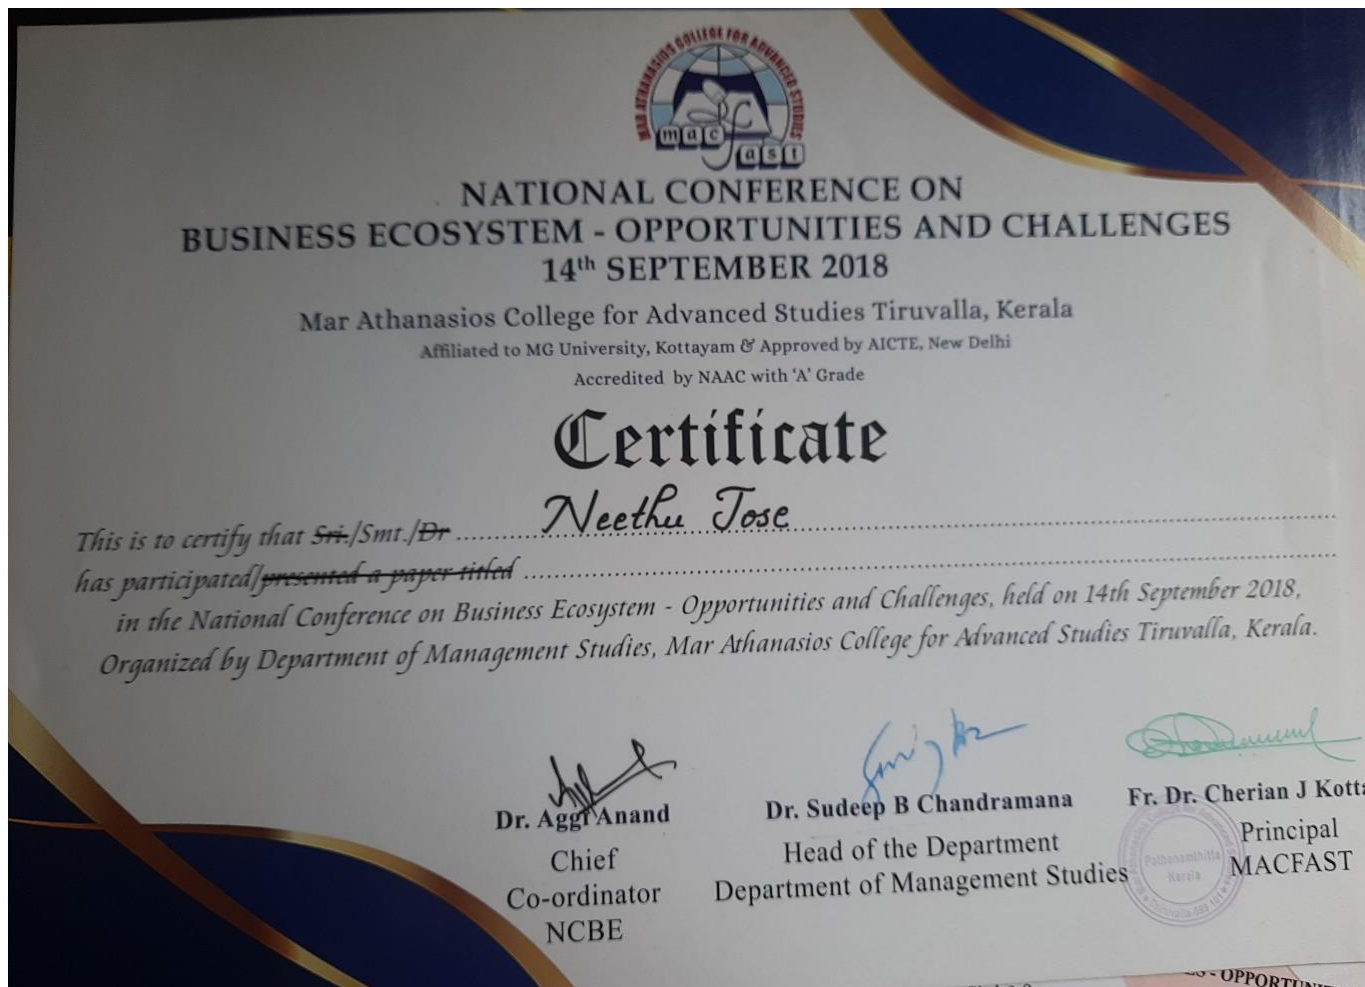 MAR ATHANASIOS COLLEGE FOR ADVANCED STUDIES
mac
fast
NATIONAL CONFERENCE ON
BUSINESS ECOSYSTEM - OPPORTUNITIES AND CHALLENGES
14th SEPTEMBER 2018
Mar Athanasios College for Advanced Studies Tiruvalla, Kerala
Affiliated to MG University, Kottayam & Approved by AICTE, New Delhi
Accredited by NAAC with 'A' Grade
Certificate
This is to certify that Sri./Smt./Dr Neethu Jose
has participated/presented a paper titled
in the National Conference on Business Ecosystem - Opportunities and Challenges, held on 14th September 2018,
Organized by Department of Management Studies, Mar Athanasios College for Advanced Studies Tiruvalla, Kerala.
Dr. Aggi Anand
Chief
Co-ordinator
NCBE
Dr. Sudeep B Chandramana
Head of the Department
Department of Management Studies
Fr. Dr. Cherian J Kotta
Principal
MACFAST
Pathanamthitta
Kerala
- OPPORTUN